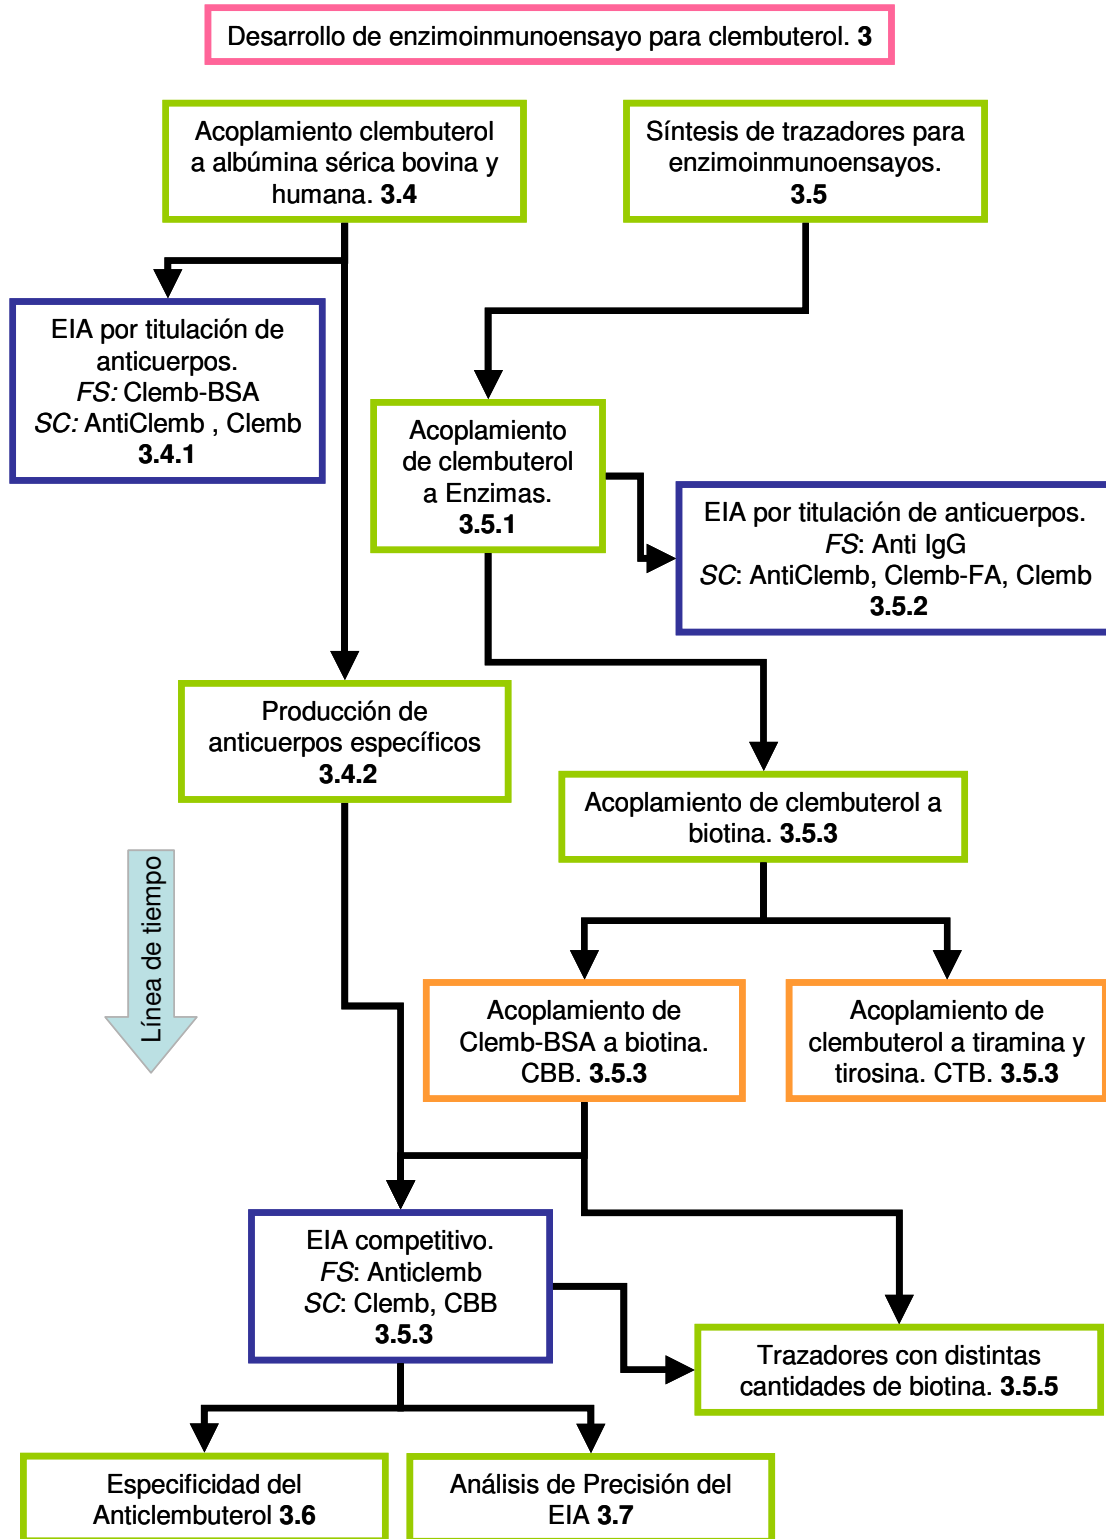 Desarrollo de enzimoinmunoensayo para clembuterol. 3
Acoplamiento clembuterol
a albúmina sérica bovina y
humana. 3.4
Síntesis de trazadores para
enzimoinmunoensayos.
3.5
EIA por titulación de
anticuerpos.
FS: Clemb-BSA
SC: AntiClemb , Clemb
3.4.1
Acoplamiento
de clembuterol
a Enzimas.
3.5.1
EIA por titulación de anticuerpos.
FS: Anti IgG
SC: AntiClemb, Clemb-FA, Clemb
3.5.2
Producción de
anticuerpos específicos
3.4.2
Acoplamiento de clembuterol a
biotina. 3.5.3
Línea de tiempo
Acoplamiento de
Clemb-BSA a biotina.
CBB. 3.5.3
Acoplamiento de
clembuterol a tiramina y
tirosina. CTB. 3.5.3
EIA competitivo.
FS: Anticlemb
SC: Clemb, CBB
3.5.3
Trazadores con distintas
cantidades de biotina. 3.5.5
Especificidad del
Anticlembuterol 3.6
Análisis de Precisión del
EIA 3.7